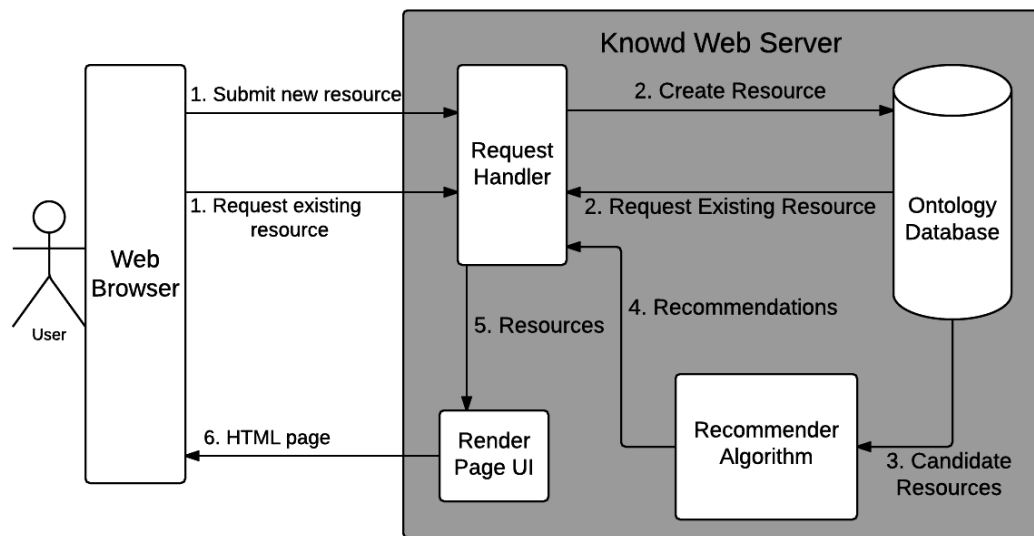 Knowd Web Server
1. Submit new resource
2. Create Resource
Request
Handler
1. Request existing
resource
2. Request Existing Resource
Ontology
Database
Web
Browser
User
5. Resources
4. Recommendations
6. HTML page
Render
Page UI
Recommender
Algorithm
3. Candidate
Resources